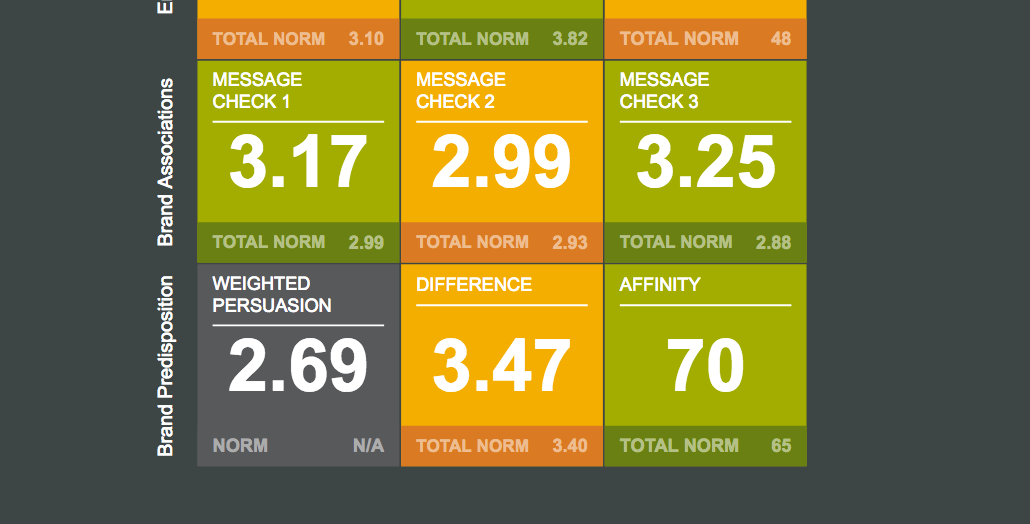 TOTAL NORM 3.10
TOTAL NORM 3.82
TOTAL NORM 48
Brand Associations
MESSAGE
CHECK 1
3.17
TOTAL NORM 2.99
MESSAGE
CHECK 2
2.99
TOTAL NORM 2.93
MESSAGE
CHECK 3
3.25
TOTAL NORM 2.88
Brand Predisposition
WEIGHTED
PERSUASION
2.69
NORM N/A
DIFFERENCE
3.47
TOTAL NORM 3.40
AFFINITY
70
TOTAL NORM 65